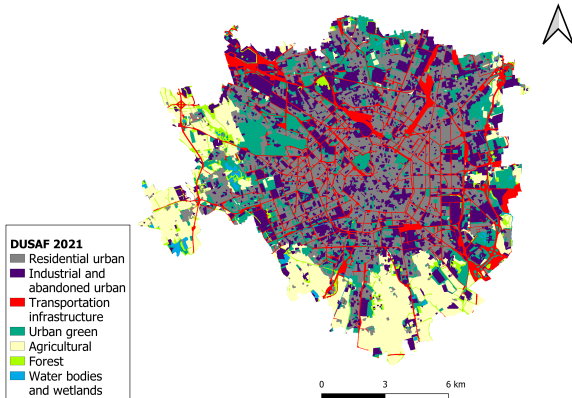 DUSAF 2021
Residential urban
Industrial and
abandoned urban
Transportation
infrastructure
Urban green
Agricultural
Forest
Water bodies
and wetlands
0 3 6 km